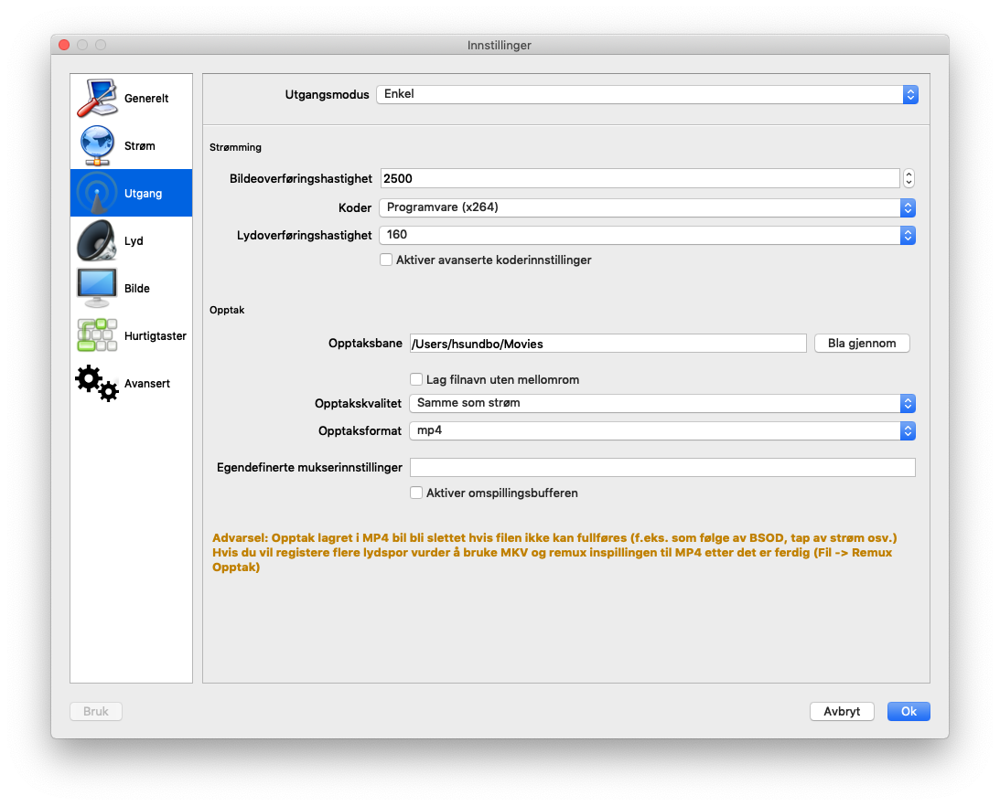 Innstillinger
Generelt
Strøm
Utgang
Lyd
Bilde
Hurtigtaster
Avansert
Utgangsmodus Enkel
Strømming
Bildeoverføringshastighet 2500
Koder Programvare (x264)
Lydoverføringshastighet 160
Aktiver avanserte koderinnstillinger
Opptak
Opptaksbane /Users/hsundbo/Movies Bla gjennom
Lag filnavn uten mellomrom
Opptakskvalitet Samme som strøm
Opptaksformat mp4
Egendefinerte mukserinnstillinger
Aktiver omspillingsbufferen
Advarsel: Opptak lagret i MP4 bil bli slettet hvis filen ikke kan fullføres (f.eks. som følge av BSOD, tap av strøm osv.)
Hvis du vil registere flere lydspor vurder å bruke MKV og remux inspillingen til MP4 etter det er ferdig (Fil -> Remux
Opptak)
Bruk Avbryt Ok